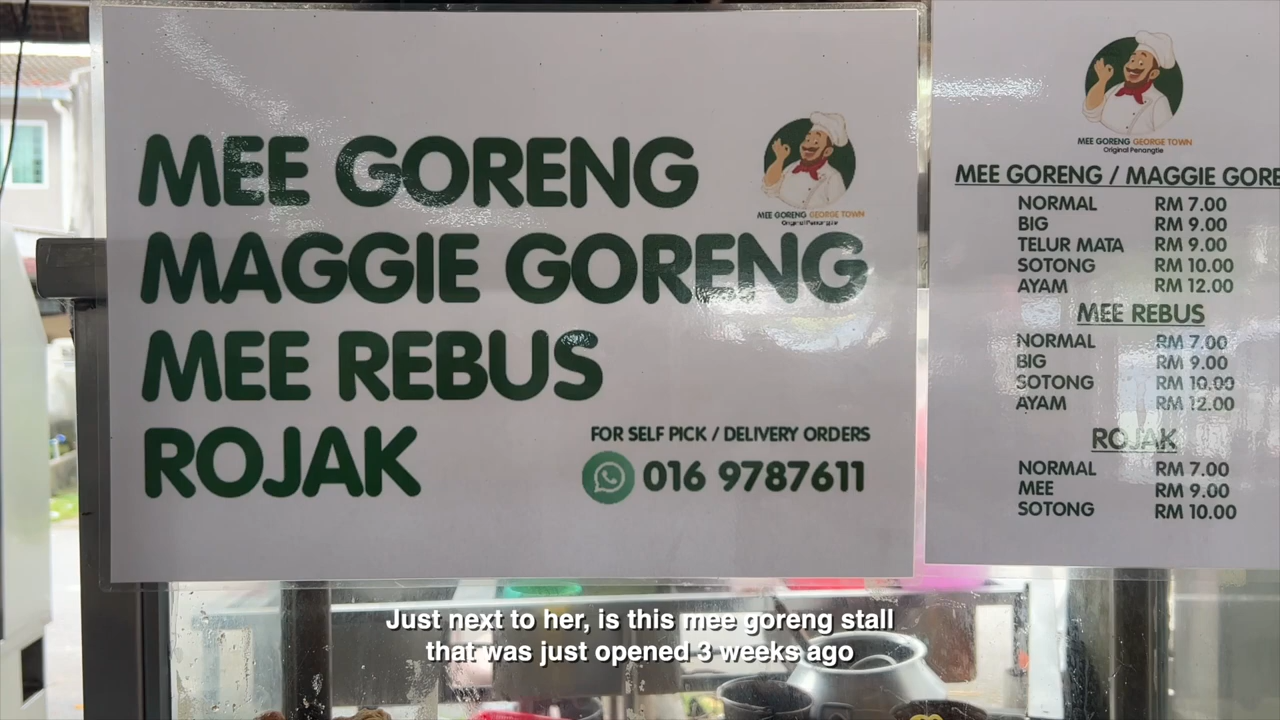 MEE GORENG
MAGGIE GORENG
MEE REBUS
ROJAK
MEE GORENG GEORGE TOWN
Original Penangite
FOR SELF PICK / DELIVERY ORDERS
016 9787611
MEE GORENG GEORGE TOWN
Original Penangite
MEE GORENG / MAGGIE GORE
NORMAL RM 7.00
BIG RM 9.00
TELUR MATA RM 9.00
SOTONG RM 10.00
AYAM RM 12.00
MEE REBUS
NORMAL RM 7.00
BIG RM 9.00
SOTONG RM 10.00
AYAM RM 12.00
ROJAK
NORMAL RM 7.00
MEE RM 9.00
SOTONG RM 10.00
Just next to her, is this mee goreng stall
that was just opened 3 weeks ago